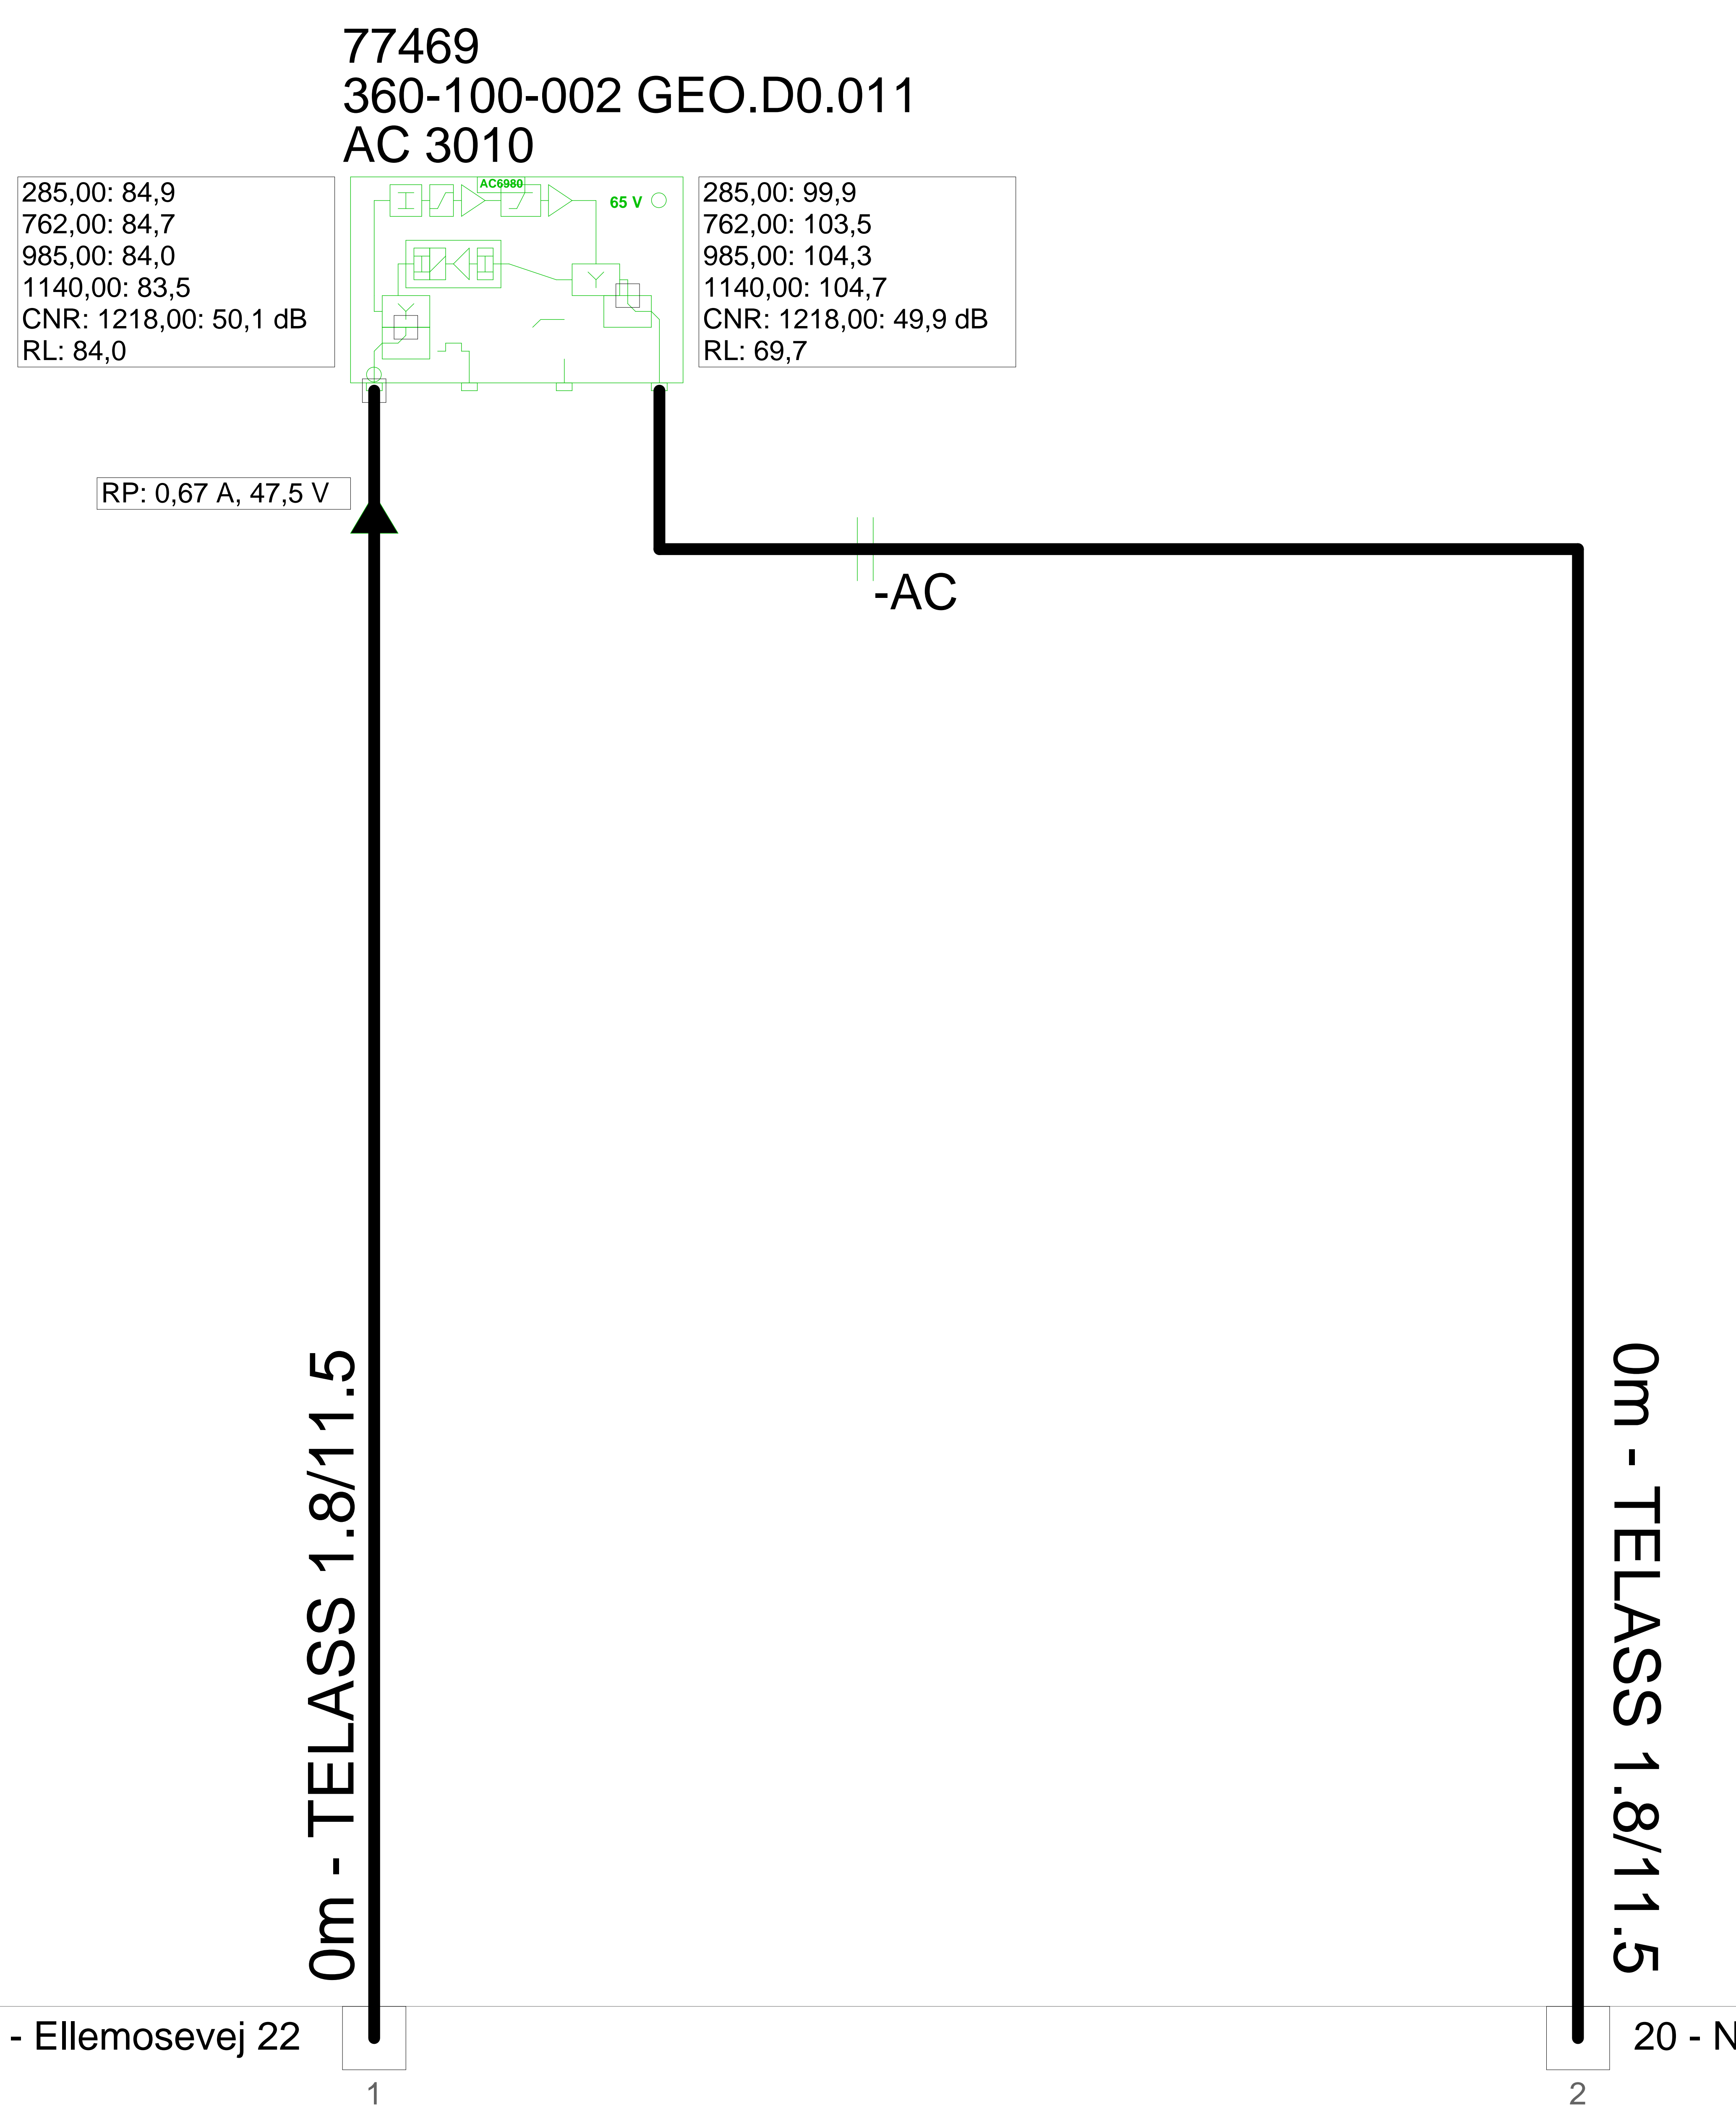 77469
360-100-002 GEO.D0.011
AC 3010
285,00: 84,9
762,00: 84,7
985,00: 84,0
1140,00: 83,5
CNR: 1218,00: 50,1 dB
RL: 84,0
AC6980
65 V
285,00: 99,9
762,00: 103,5
985,00: 104,3
1140,00: 104,7
CNR: 1218,00: 49,9 dB
RL: 69,7
RP: 0,67 A, 47,5 V
-AC
0m - TELASS 1.8/11.5
0m - TELASS 1.8/11.5
- Ellemosevej 22
20 - N
1
2